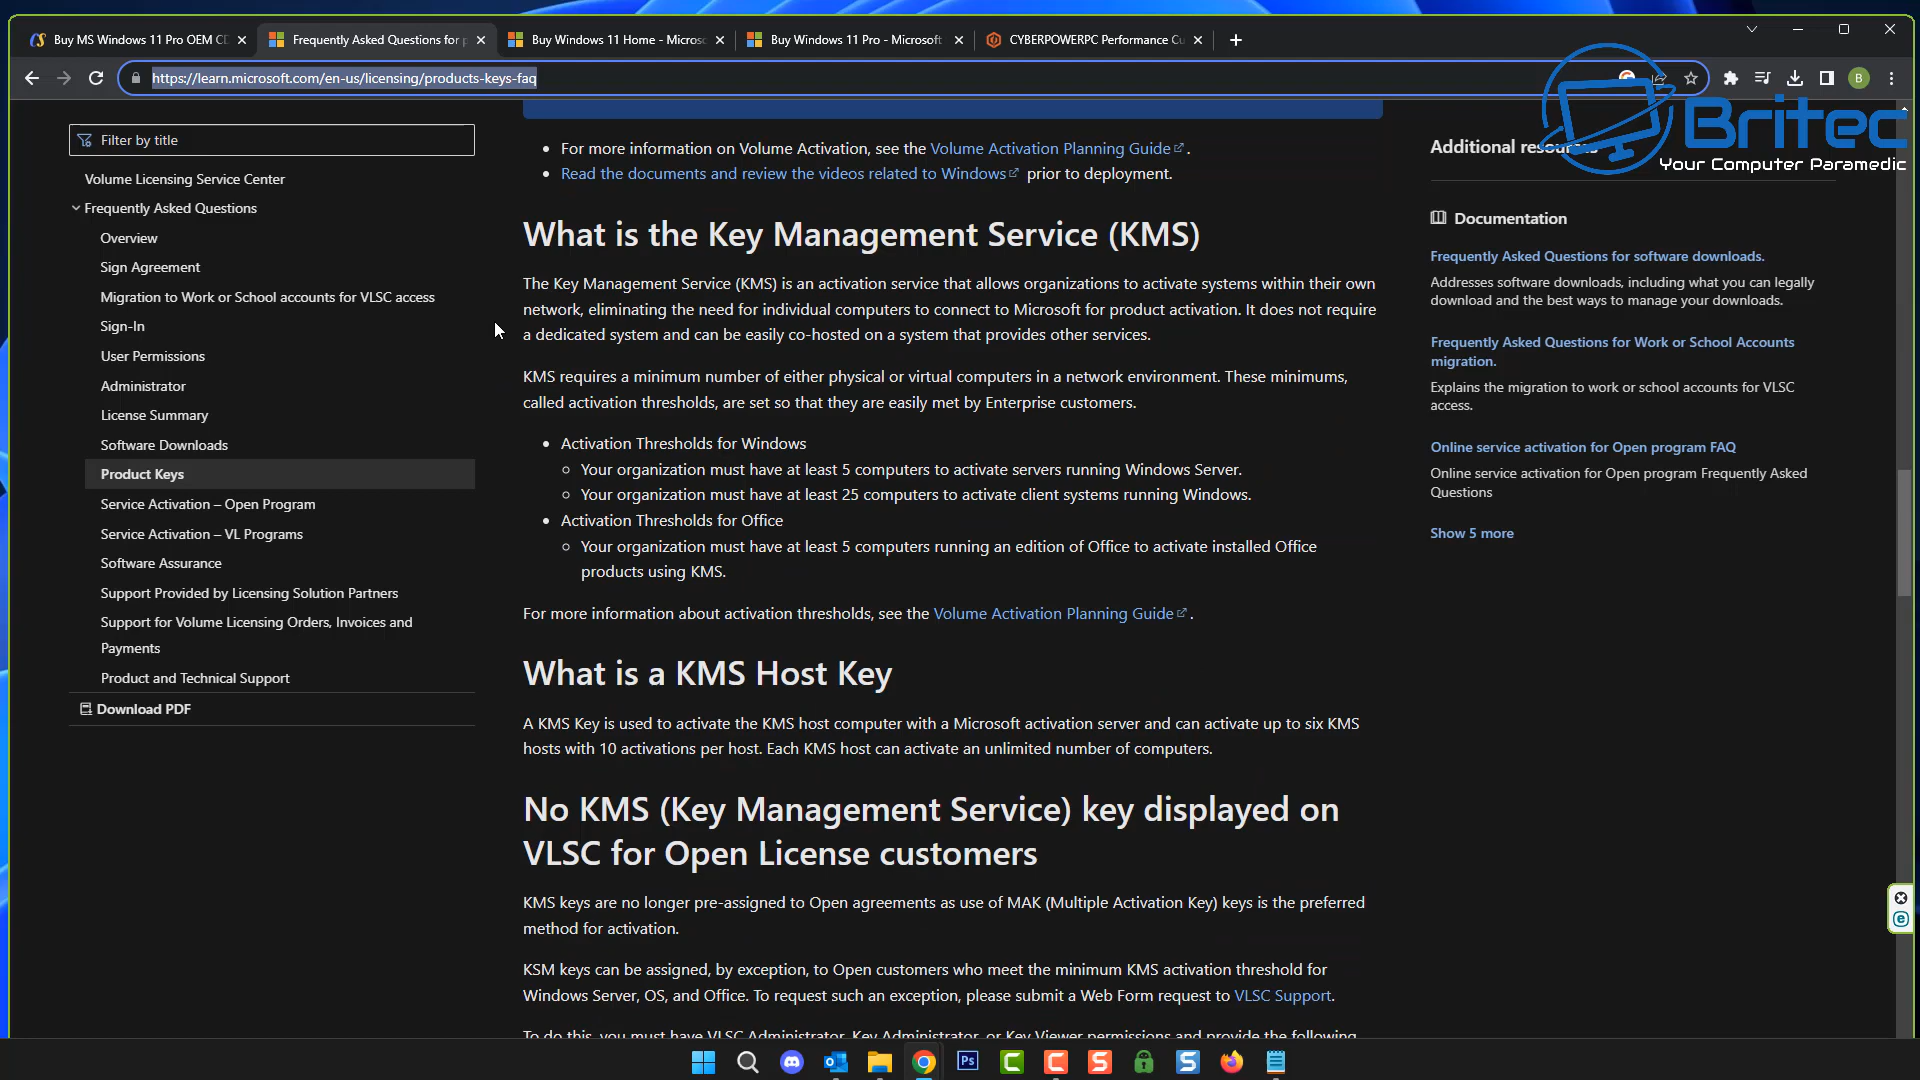 Buy MS Windows 11 Pro OEM CD
Frequently Asked Questions for p
Buy Windows 11 Home - Micros
Buy Windows 11 Pro - Microsoft
CYBERPOWERPC Performance Cu
https://learn.microsoft.com/en-us/licensing/products-keys-faq
B
Britec
Your Computer Paramedic
Filter by title
Volume Licensing Service Center
Frequently Asked Questions
Overview
Sign Agreement
Migration to Work or School accounts for VLSC access
Sign-In
User Permissions
Administrator
License Summary
Software Downloads
Product Keys
Service Activation – Open Program
Service Activation – VL Programs
Software Assurance
Support Provided by Licensing Solution Partners
Support for Volume Licensing Orders, Invoices and
Payments
Product and Technical Support
Download PDF
For more information on Volume Activation, see the Volume Activation Planning Guide.
Read the documents and review the videos related to Windows prior to deployment.
What is the Key Management Service (KMS)
The Key Management Service (KMS) is an activation service that allows organizations to activate systems within their own
network, eliminating the need for individual computers to connect to Microsoft for product activation. It does not require
a dedicated system and can be easily co-hosted on a system that provides other services.
KMS requires a minimum number of either physical or virtual computers in a network environment. These minimums,
called activation thresholds, are set so that they are easily met by Enterprise customers.
Activation Thresholds for Windows
Your organization must have at least 5 computers to activate servers running Windows Server.
Your organization must have at least 25 computers to activate client systems running Windows.
Activation Thresholds for Office
Your organization must have at least 5 computers running an edition of Office to activate installed Office
products using KMS.
For more information about activation thresholds, see the Volume Activation Planning Guide.
What is a KMS Host Key
A KMS Key is used to activate the KMS host computer with a Microsoft activation server and can activate up to six KMS
hosts with 10 activations per host. Each KMS host can activate an unlimited number of computers.
No KMS (Key Management Service) key displayed on
VLSC for Open License customers
KMS keys are no longer pre-assigned to Open agreements as use of MAK (Multiple Activation Key) keys is the preferred
method for activation.
KSM keys can be assigned, by exception, to Open customers who meet the minimum KMS activation threshold for
Windows Server, OS, and Office. To request such an exception, please submit a Web Form request to VLSC Support.
To do this, you must have VLSC Administrator, Key Administrator, or Key Viewer permissions and provide the following
Additional resources
Documentation
Frequently Asked Questions for software downloads.
Addresses software downloads, including what you can legally
download and the best ways to manage your downloads.
Frequently Asked Questions for Work or School Accounts
migration.
Explains the migration to work or school accounts for VLSC
access.
Online service activation for Open program FAQ
Online service activation for Open program Frequently Asked
Questions
Show 5 more
Ps